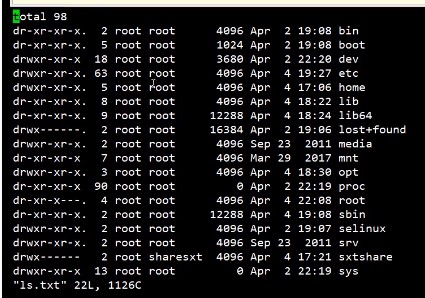 total 98
dr-xr-xr-x.  2 root root      4096 Apr  2 19:08 bin
dr-xr-xr-x.  5 root root      1024 Apr  2 19:08 boot
drwxr-xr-x  18 root root      3680 Apr  2 22:20 dev
drwxr-xr-x. 63 root root      4096 Apr  4 19:27 etc
drwxr-xr-x.  5 root root      4096 Apr  4 17:06 home
dr-xr-xr-x.  8 root root      4096 Apr  4 18:22 lib
dr-xr-xr-x.  9 root root     12288 Apr  4 18:24 lib64
drwx------.  2 root root     16384 Apr  2 19:06 lost+found
drwxr-xr-x.  2 root root      4096 Sep 23  2011 media
drwxr-xr-x   7 root root      4096 Mar 29  2017 mnt
drwxr-xr-x.  3 root root      4096 Apr  4 18:30 opt
dr-xr-xr-x  90 root root         0 Apr  2 22:19 proc
dr-xr-x---.  4 root root      4096 Apr  4 22:08 root
dr-xr-xr-x.  2 root root     12288 Apr  4 19:08 sbin
drwxr-xr-x.  2 root root      4096 Apr  2 19:07 selinux
drwxr-xr-x.  2 root root      4096 Sep 23  2011 srv
drwx------   2 root sharesxt  4096 Apr  4 17:21 sxtshare
drwxr-xr-x  13 root root         0 Apr  2 22:19 sys
"ls.txt" 22L, 1126C